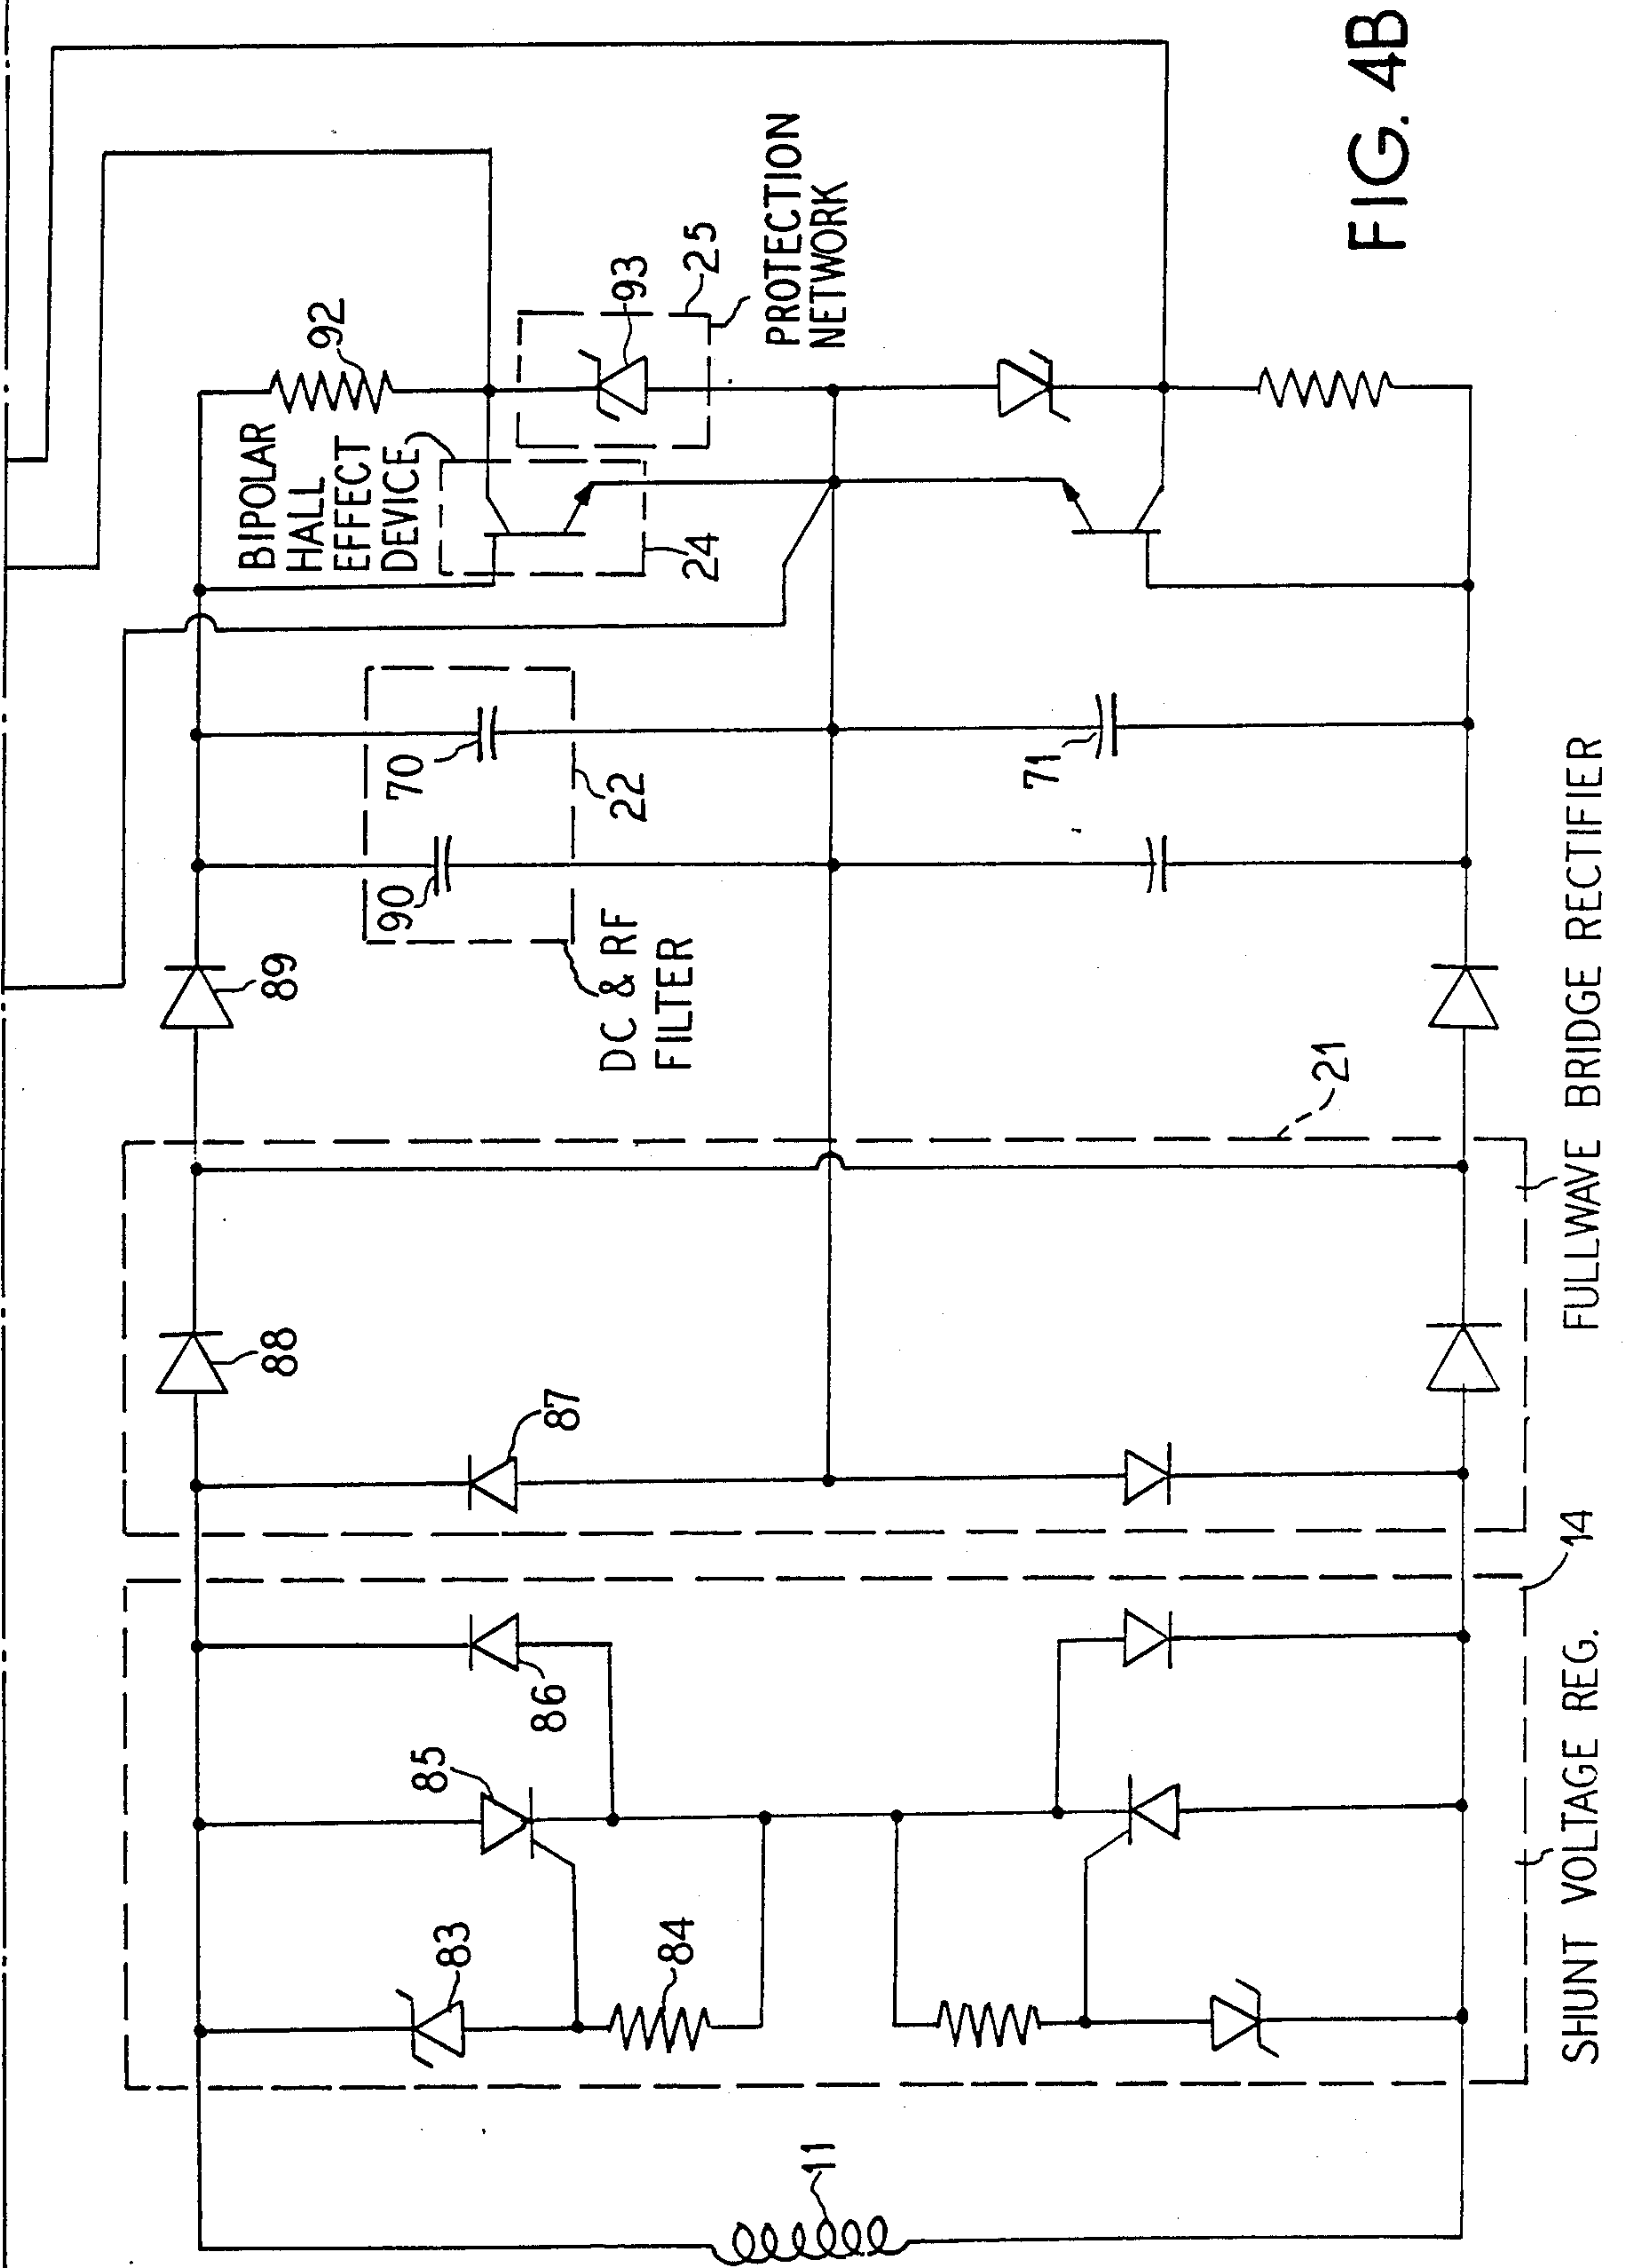 FIG. 4B
92
93
25
PROTECTION
NETWORK
BIPOLAR
HALL
EFFECT
DEVICE
24
70
22
71
90
89
DC & RF
FILTER
21
FULLWAVE BRIDGE RECTIFIER
88
87
86
85
83
84
14
SHUNT VOLTAGE REG.
11